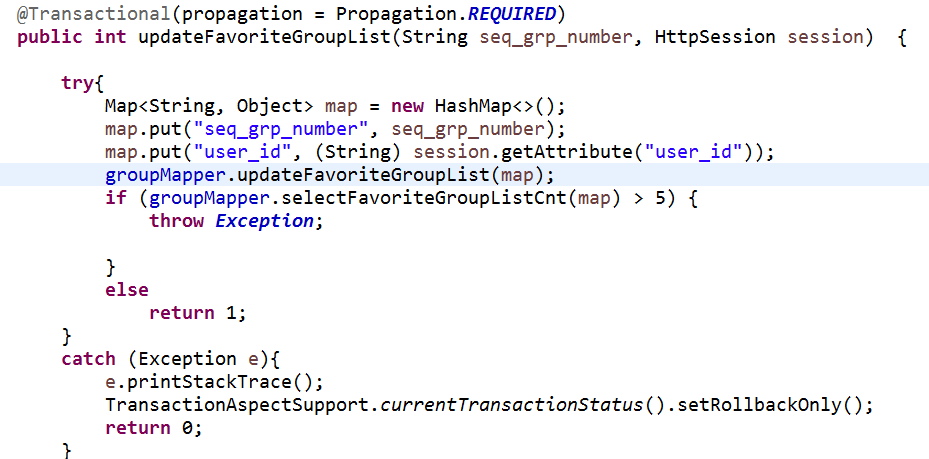 @Transactional(propagation = Propagation.REQUIRED)
public int updateFavoriteGroupList(String seq_grp_number, HttpSession session)  {
try{
Map<String, Object> map = new HashMap<>();
map.put("seq_grp_number", seq_grp_number);
map.put("user_id", (String) session.getAttribute("user_id"));
groupMapper.updateFavoriteGroupList(map);
if (groupMapper.selectFavoriteGroupListCnt(map) > 5) {
throw Exception;
}
else
return 1;
}
catch (Exception e){
e.printStackTrace();
TransactionAspectSupport.currentTransactionStatus().setRollbackOnly();
return 0;
}